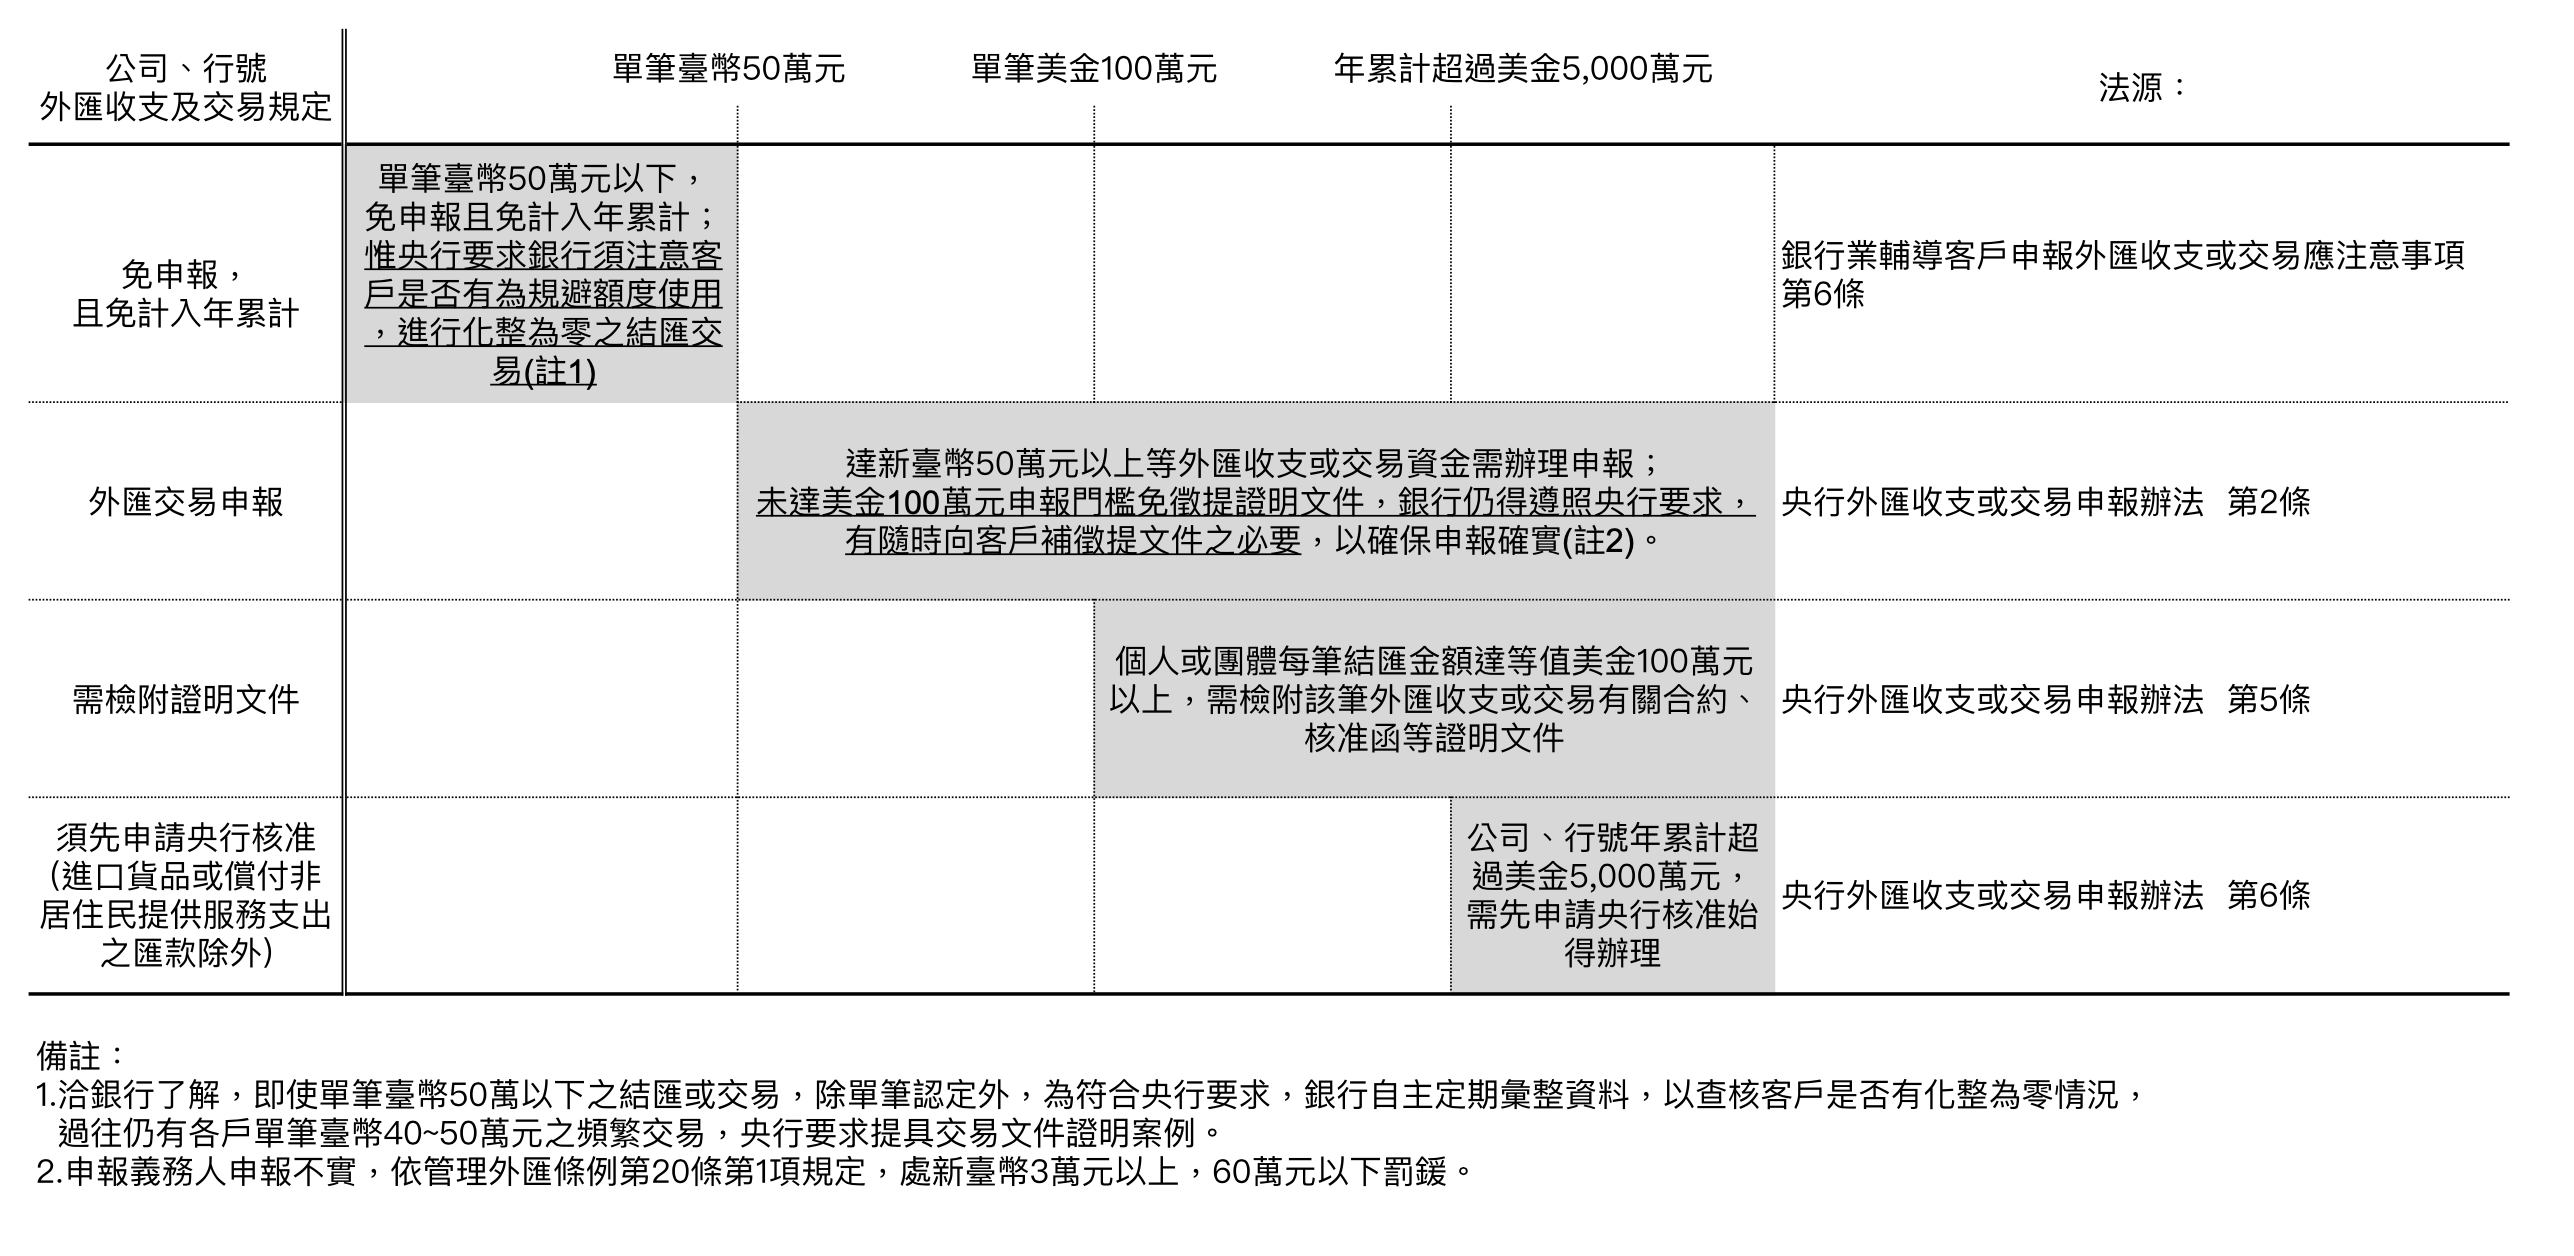 公司、行號
外匯收支及交易規定
單筆臺幣50萬元
單筆美金100萬元
年累計超過美金5,000萬元
法源：
免申報，
且免計入年累計
單筆臺幣50萬元以下，
免申報且免計入年累計；
惟央行要求銀行須注意客
戶是否有為規避額度使用
，進行化整為零之結匯交
易(註1)
銀行業輔導客戶申報外匯收支或交易應注意事項
第6條
外匯交易申報
達新臺幣50萬元以上等外匯收支或交易資金需辦理申報；
未達美金100萬元申報門檻免徵提證明文件，銀行仍得遵照央行要求，
有隨時向客戶補徵提文件之必要，以確保申報確實(註2)。
央行外匯收支或交易申報辦法 第2條
需檢附證明文件
個人或團體每筆結匯金額達等值美金100萬元
以上，需檢附該筆外匯收支或交易有關合約、
核准函等證明文件
央行外匯收支或交易申報辦法 第5條
須先申請央行核准
(進口貨品或償付非
居住民提供服務支出
之匯款除外)
公司、行號年累計超
過美金5,000萬元，
需先申請央行核准始
得辦理
央行外匯收支或交易申報辦法 第6條
備註：
1.洽銀行了解，即使單筆臺幣50萬以下之結匯或交易，除單筆認定外，為符合央行要求，銀行自主定期彙整資料，以查核客戶是否有化整為零情況，
過往仍有各戶單筆臺幣40~50萬元之頻繁交易，央行要求提具交易文件證明案例。
2.申報義務人申報不實，依管理外匯條例第20條第1項規定，處新臺幣3萬元以上，60萬元以下罰鍰。